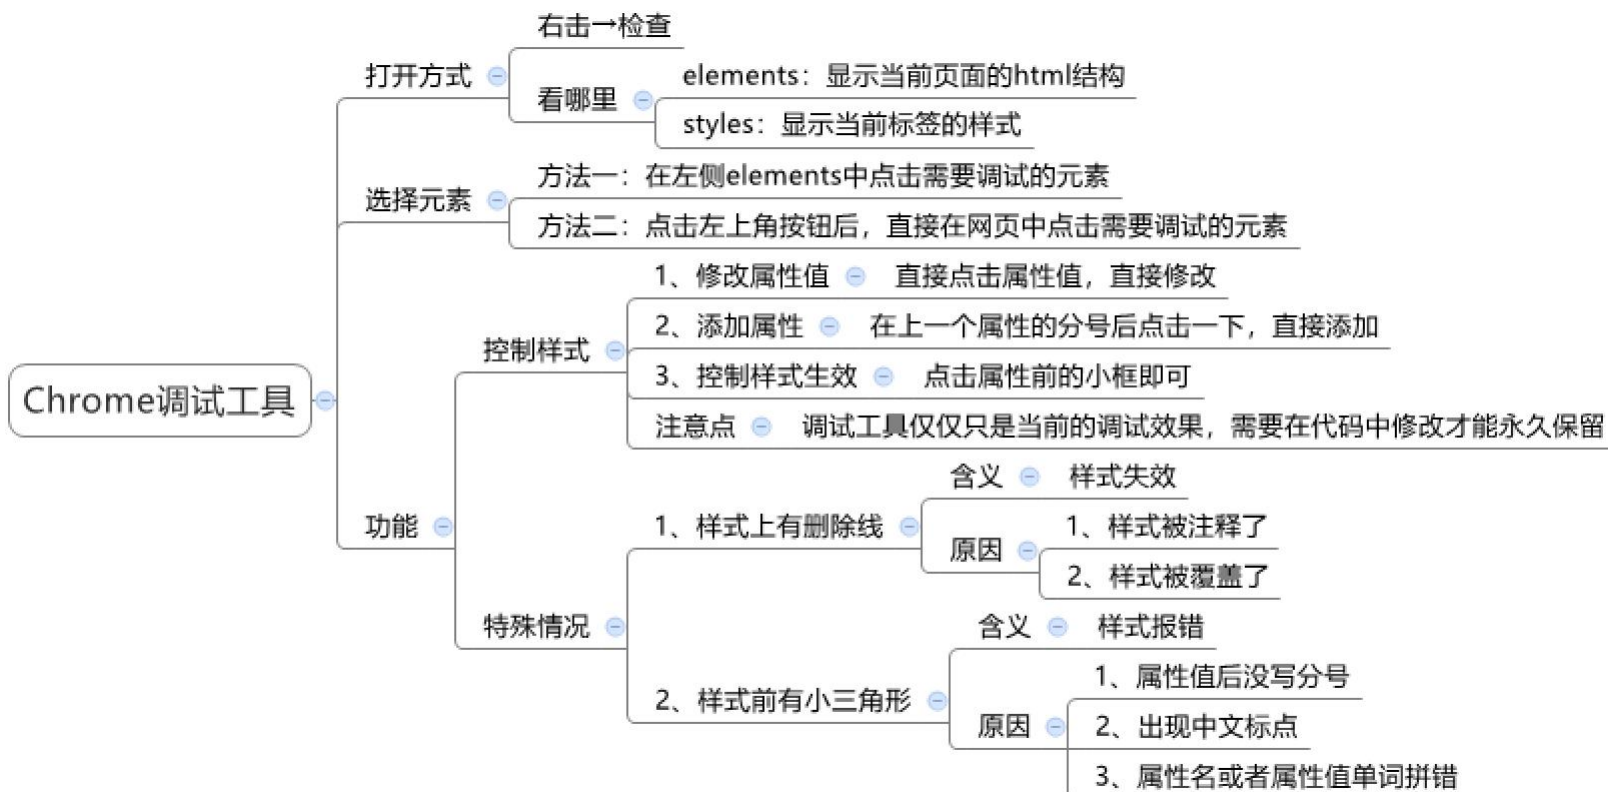 Chrome调试工具
打开方式
右击→检查
看哪里
elements：显示当前页面的html结构
styles：显示当前标签的样式
选择元素
方法一：在左侧elements中点击需要调试的元素
方法二：点击左上角按钮后，直接在网页中点击需要调试的元素
功能
控制样式
1、修改属性值 直接点击属性值，直接修改
2、添加属性 在上一个属性的分号后点击一下，直接添加
3、控制样式生效 点击属性前的小框即可
注意点 调试工具仅仅只是当前的调试效果，需要在代码中修改才能永久保留
特殊情况
1、样式上有删除线
含义 样式失效
原因
1、样式被注释了
2、样式被覆盖了
2、样式前有小三角形
含义 样式报错
原因
1、属性值后没写分号
2、出现中文标点
3、属性名或者属性值单词拼错